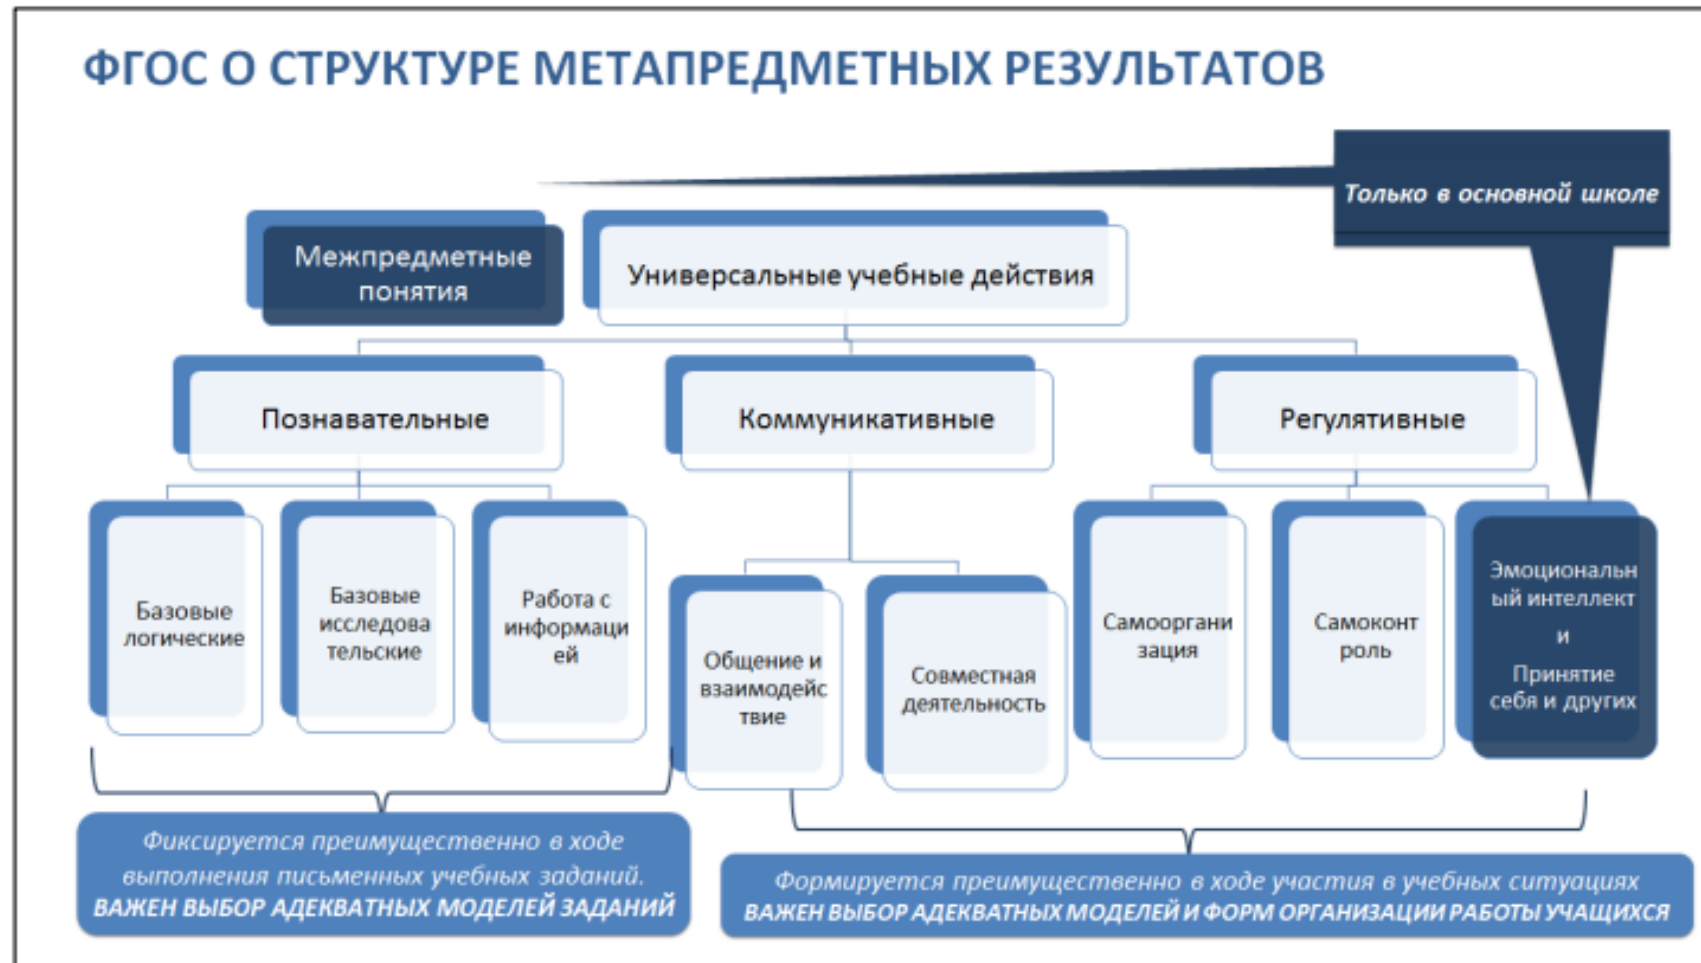 ФГОС О СТРУКТУРЕ МЕТАПРЕДМЕТНЫХ РЕЗУЛЬТАТОВ
Только в основной школе
Межпредметные
понятия
Универсальные учебные действия
Познавательные
Коммуникативные
Регулятивные
Базовые
логические
Базовые
исследова
тельские
Работа с
информаци
ей
Общение и
взаимодейс
твие
Совместная
деятельность
Самооргани
зация
Самоконт
роль
Эмоциональн
ый интеллект
и
Принятие
себя и других
Фиксируется преимущественно в ходе
выполнения письменных учебных заданий.
ВАЖЕН ВЫБОР АДЕКВАТНЫХ МОДЕЛЕЙ ЗАДАНИЙ
Формируется преимущественно в ходе участия в учебных ситуациях
ВАЖЕН ВЫБОР АДЕКВАТНЫХ МОДЕЛЕЙ И ФОРМ ОРГАНИЗАЦИИ РАБОТЫ УЧАЩИХСЯ